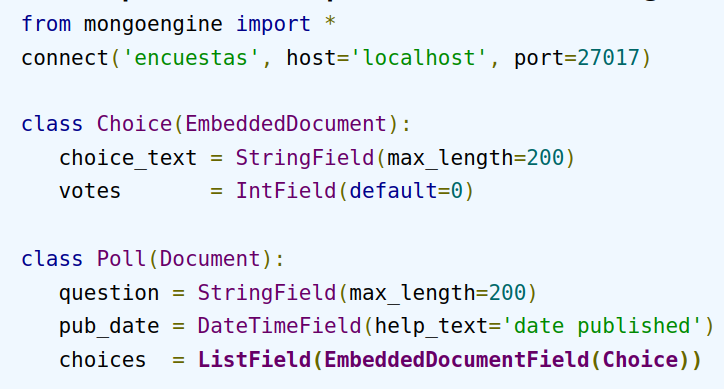 from mongoengine import *
connect('encuestas', host='localhost', port=27017)
class Choice(EmbeddedDocument):
   choice_text = StringField(max_length=200)
   votes       = IntField(default=0)
class Poll(Document):
   question = StringField(max_length=200)
   pub_date = DateTimeField(help_text='date published')
   choices  = ListField(EmbeddedDocumentField(Choice))